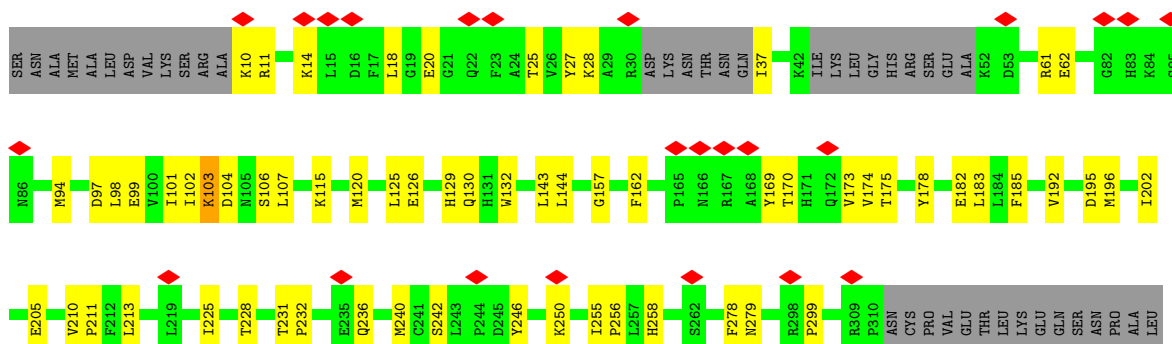 SER ASN ALA MET ALA LEU ASP VAL LYS SER ARG ALA K10 R11 K14 L15 D16 F17 L18 G19 E20 G21 Q22 F23 A24 T25 V26 Y27 K28 A29 R30 ASP LYS ASN THR ASN GLN I37 K42 ILE LYS LEU GLY HIS ARG SER GLU ALA K52 D53 R61 E62 G82 H83 K84
N86 M94 D97 L98 E99 V100 I101 I102 K103 D104 N105 S106 L107 K115 M120 L125 E126 H129 Q130 H131 W132 L143 L144 G157 F162 P165 N166 R167 A168 Y169 T170 H171 Q172 V173 V174 T175 Y178 E182 L183 L184 F185 V192 D195 M196 I202
E205 V210 P211 F212 L213 L219 I225 T228 T231 P232 E235 Q236 M240 C241 S242 L243 P244 D245 Y246 K250 I255 P256 L257 H258 S262 F278 N279 R298 P299 R309 P310 ASN CYS PRO VAL GLU THR LEU LYS GLU GLN SER ASN PRO ALA LEU